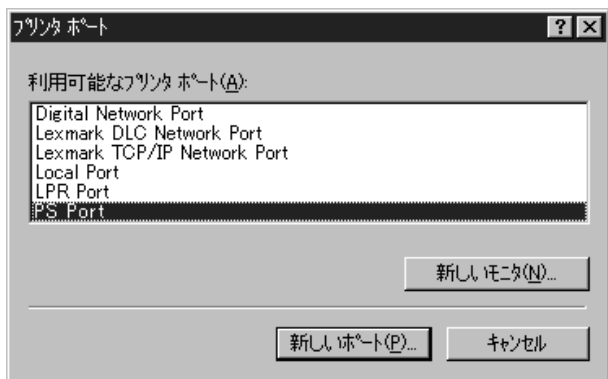 プリンタ ポート
利用可能なプリンタ ポート(A):
Digital Network Port
Lexmark DLC Network Port
Lexmark TCP/IP Network Port
Local Port
LPR Port
PS Port
新しいモニタ(N)...
新しいポート(P)...
キャンセル